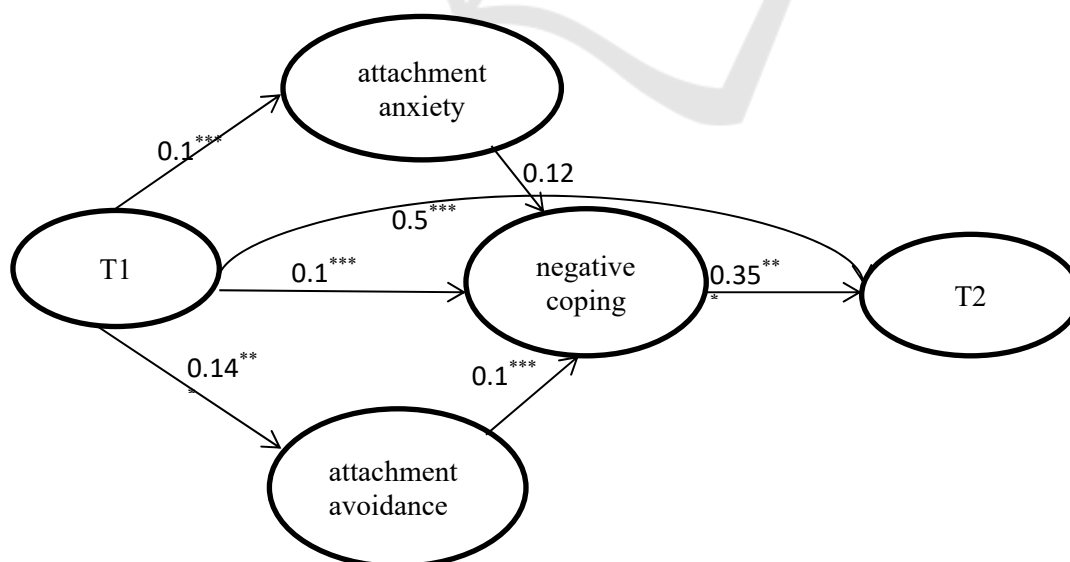 attachment
anxiety
0.1***
0.12
0.5***
T1
0.1***
negative
coping
0.35**
*
T2
0.14**
*
0.1***
attachment
avoidance